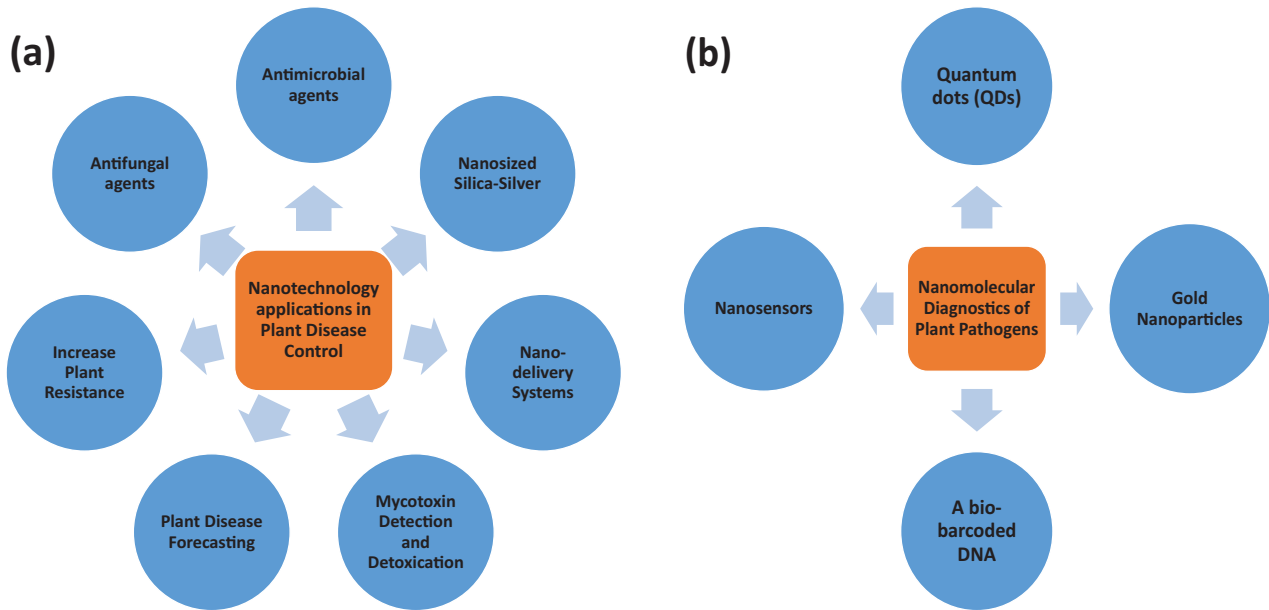 (a)
Antimicrobial
agents
Nanosized
Silica-Silver
Nano-
delivery
Systems
Mycotoxin
Detection
and
Detoxication
Plant Disease
Forecasting
Increase
Plant
Resistance
Antifungal
agents
Nanotechnology
applications in
Plant Disease
Control
(b)
Quantum
dots (QDs)
Gold
Nanoparticles
A bio-
barcoded
DNA
Nanosensors
Nanomolecular
Diagnostics of
Plant Pathogens